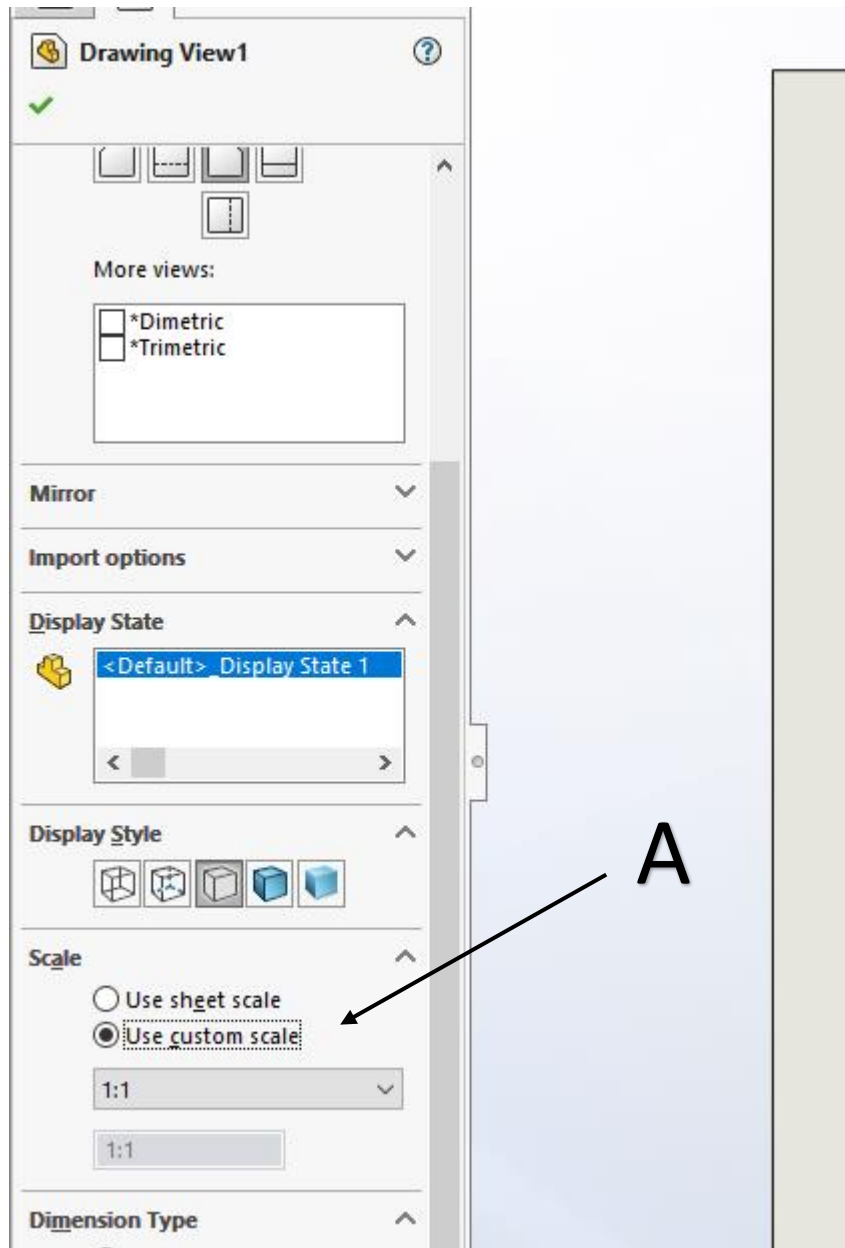 Drawing View1
More views:
*Dimetric
*Trimetric
Mirror
Import options
Display State
<Default>_Display State 1
Display Style
A
Scale
Use sheet scale
Use custom scale
1:1
1:1
Dimension Type